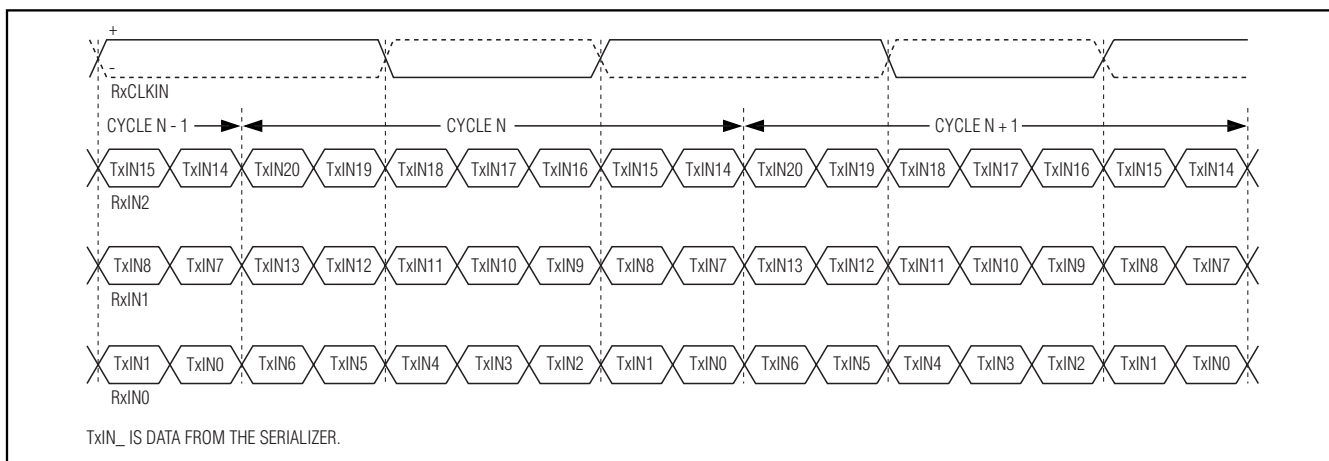 +
-
RxCLKIN
CYCLE N - 1 CYCLE N CYCLE N + 1
TxIN15 TxIN14 TxIN20 TxIN19 TxIN18 TxIN17 TxIN16 TxIN15 TxIN14 TxIN20 TxIN19 TxIN18 TxIN17 TxIN16 TxIN15 TxIN14
RxIN2
TxIN8 TxIN7 TxIN13 TxIN12 TxIN11 TxIN10 TxIN9 TxIN8 TxIN7 TxIN13 TxIN12 TxIN11 TxIN10 TxIN9 TxIN8 TxIN7
RxIN1
TxIN1 TxIN0 TxIN6 TxIN5 TxIN4 TxIN3 TxIN2 TxIN1 TxIN0 TxIN6 TxIN5 TxIN4 TxIN3 TxIN2 TxIN1 TxIN0
RxIN0
TxIN_ IS DATA FROM THE SERIALIZER.